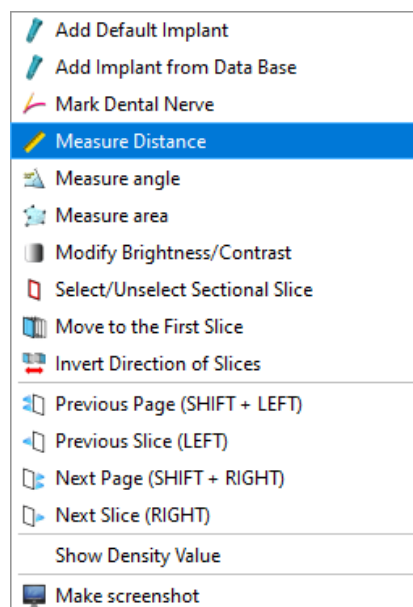 Add Default Implant
Add Implant from Data Base
Mark Dental Nerve
Measure Distance
Measure angle
Measure area
Modify Brightness/Contrast
Select/Unselect Sectional Slice
Move to the First Slice
Invert Direction of Slices
Previous Page (SHIFT + LEFT)
Previous Slice (LEFT)
Next Page (SHIFT + RIGHT)
Next Slice (RIGHT)
Show Density Value
Make screenshot